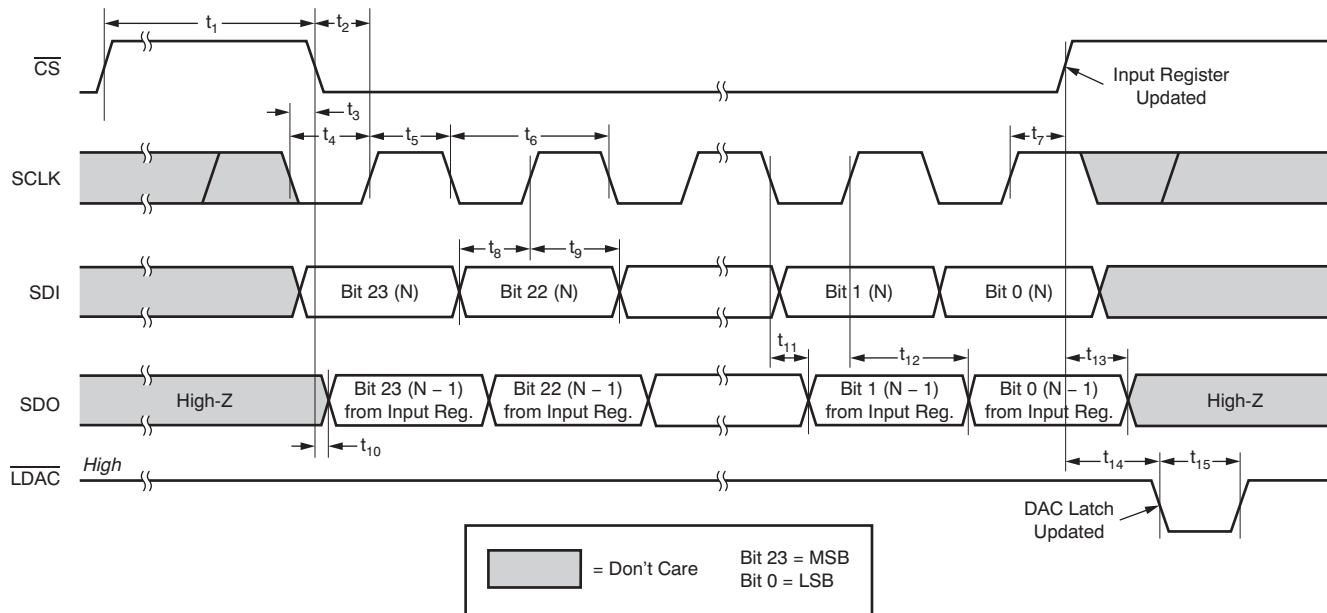 t1
t2
CS
Input Register
Updated
t3
t4
t5
t6
t7
SCLK
t8
t9
SDI
Bit 23 (N)
Bit 22 (N)
Bit 1 (N)
Bit 0 (N)
t11
t12
t13
SDO
High-Z
Bit 23 (N – 1)
from Input Reg.
Bit 22 (N – 1)
from Input Reg.
Bit 1 (N – 1)
from Input Reg.
Bit 0 (N – 1)
from Input Reg.
High-Z
t10
LDAC
High
t14
t15
DAC Latch
Updated
= Don't Care
Bit 23 = MSB
Bit 0 = LSB